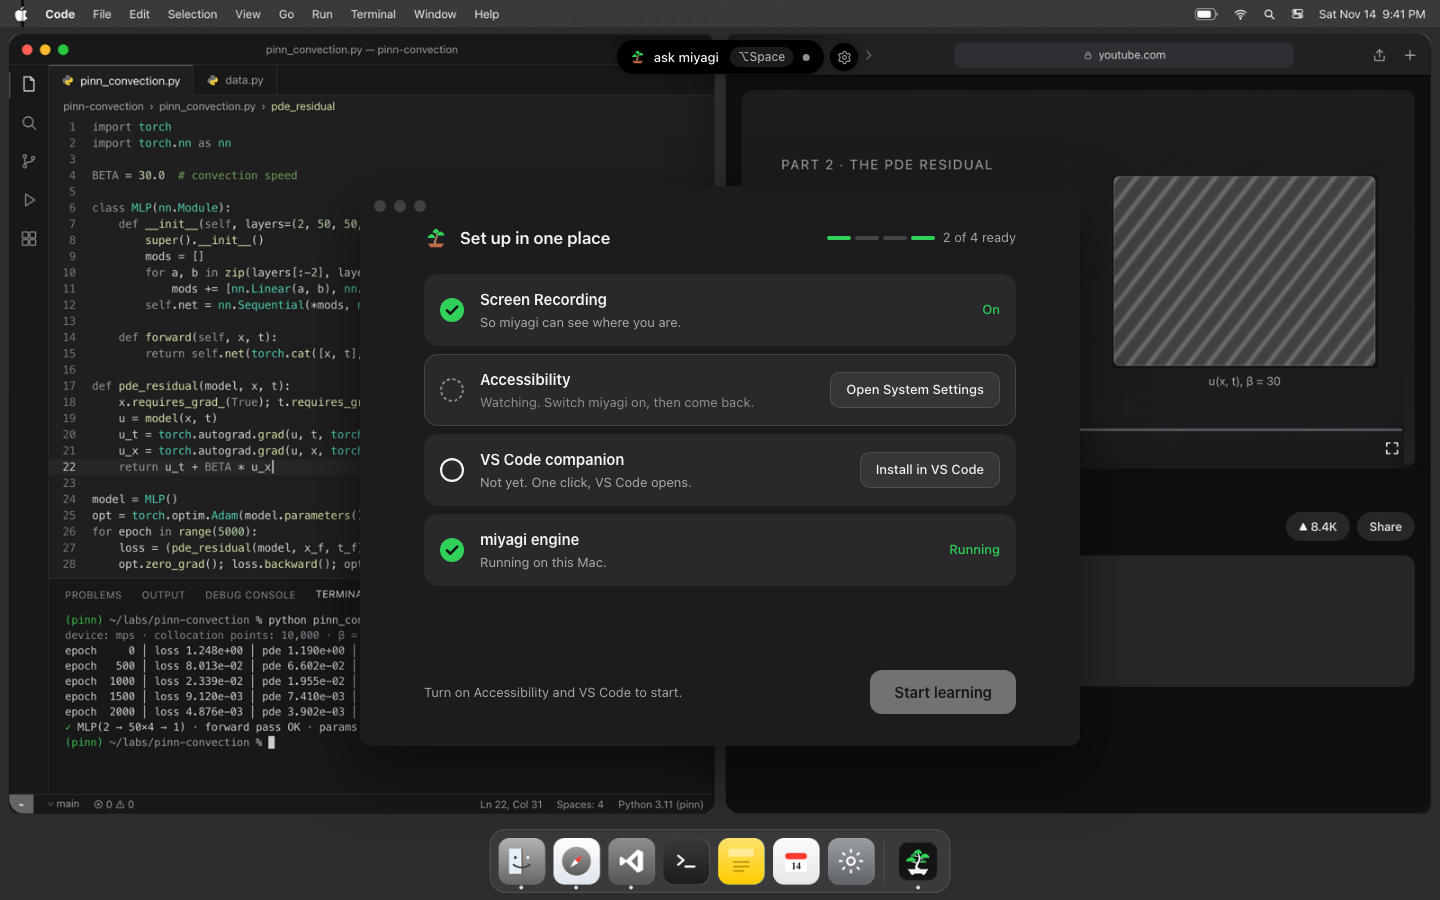 Code File Edit Selection View Go Run Terminal Window Help
Sat Nov 14 9:41 PM
pinn_convection.py — pinn-convection
ask miyagi ⌥Space
youtube.com
pinn_convection.py data.py
pinn-convection › pinn_convection.py › pde_residual
1 import torch
2 import torch.nn as nn
3
4 BETA = 30.0 # convection speed
5
6 class MLP(nn.Module):
7 def __init__(self, layers=(2, 50, 50,
8 super().__init__()
9 mods = []
10 for a, b in zip(layers[:-2], laye
11 mods += [nn.Linear(a, b), nn.
12 self.net = nn.Sequential(*mods,
13
14 def forward(self, x, t):
15 return self.net(torch.cat([x, t],
16
17 def pde_residual(model, x, t):
18 x.requires_grad_(True); t.requires_gr
19 u = model(x, t)
20 u_t = torch.autograd.grad(u, t, torc
21 u_x = torch.autograd.grad(u, x, torc
22 return u_t + BETA * u_x
23
24 model = MLP()
25 opt = torch.optim.Adam(model.parameters()
26 for epoch in range(5000):
27 loss = (pde_residual(model, x_f, t_f)
28 opt.zero_grad(); loss.backward(); opt
PROBLEMS OUTPUT DEBUG CONSOLE TERMINA
(pinn) ~/labs/pinn-convection % python pinn_con
device: mps · collocation points: 10,000 · β =
epoch 0 | loss 1.248e+00 | pde 1.190e+00 |
epoch 500 | loss 8.013e-02 | pde 6.602e-02 |
epoch 1000 | loss 2.339e-02 | pde 1.955e-02 |
epoch 1500 | loss 9.120e-03 | pde 7.410e-03 |
epoch 2000 | loss 4.876e-03 | pde 3.902e-03 |
✓ MLP(2 → 50×4 → 1) · forward pass OK · params
(pinn) ~/labs/pinn-convection %
main 0 0 Ln 22, Col 31 Spaces: 4 Python 3.11 (pinn)
Set up in one place
2 of 4 ready
Screen Recording
So miyagi can see where you are.
On
Accessibility
Watching. Switch miyagi on, then come back.
Open System Settings
VS Code companion
Not yet. One click, VS Code opens.
Install in VS Code
miyagi engine
Running on this Mac.
Running
Turn on Accessibility and VS Code to start.
Start learning
PART 2 · THE PDE RESIDUAL
u(x, t), β = 30
▲ 8.4K Share
14